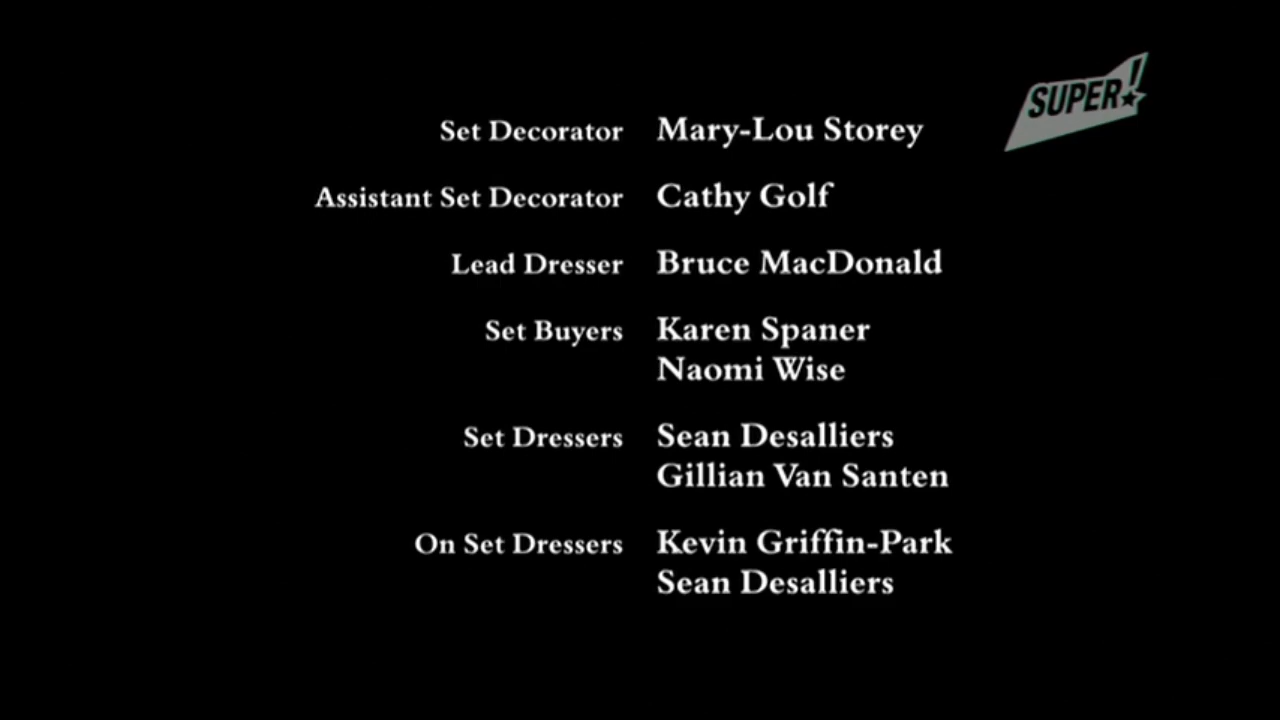 SUPER!
Set Decorator Mary-Lou Storey
Assistant Set Decorator Cathy Golf
Lead Dresser Bruce MacDonald
Set Buyers Karen Spaner
Naomi Wise
Set Dressers Sean Desalliers
Gillian Van Santen
On Set Dressers Kevin Griffin-Park
Sean Desalliers